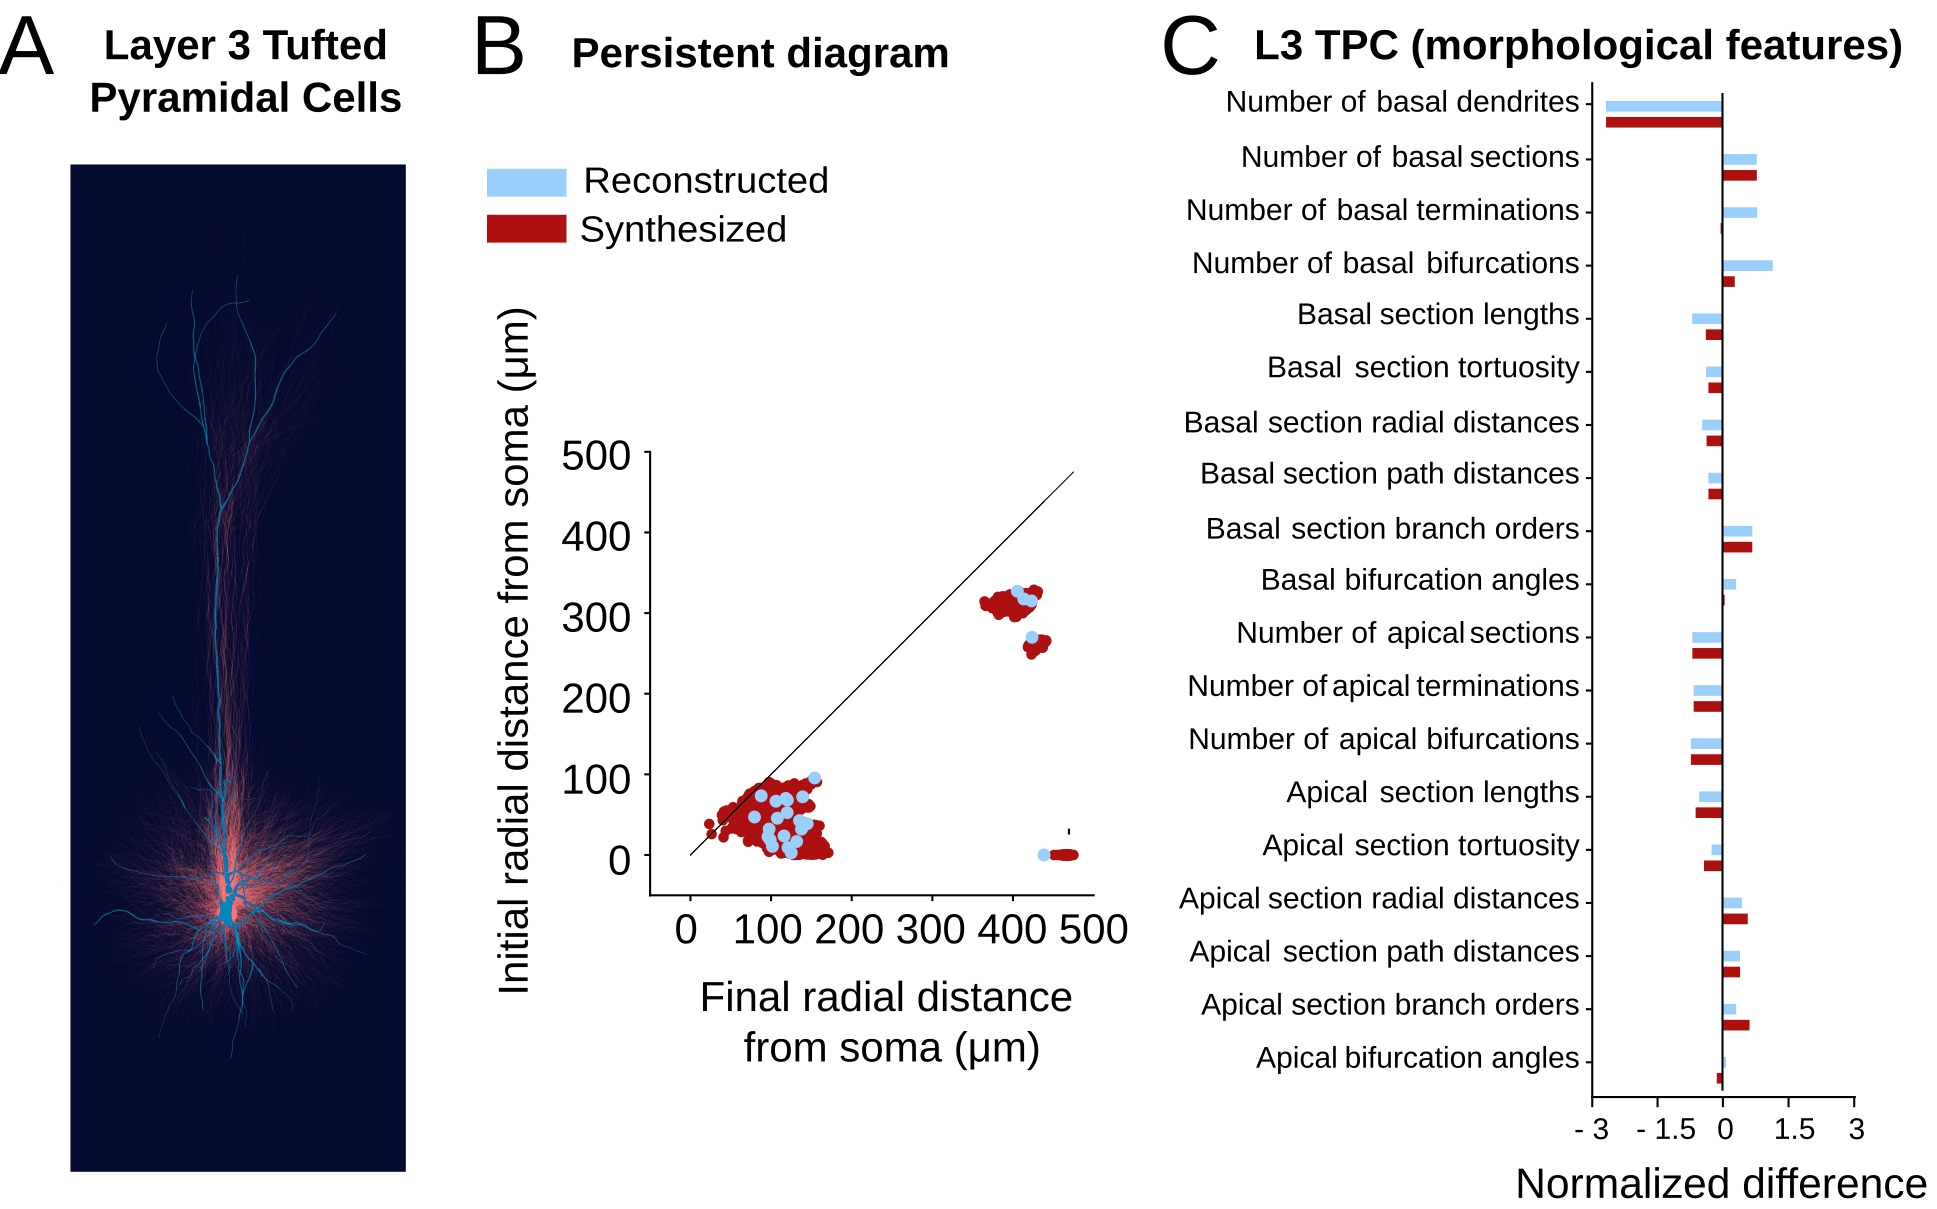 A
Layer 3 Tufted
Pyramidal Cells
B
Persistent diagram
Reconstructed
Synthesized
Initial radial distance from soma (μm)
500
400
300
200
100
0
0 100 200 300 400 500
Final radial distance
from soma (μm)
C
L3 TPC (morphological features)
Number of basal dendrites
Number of basal sections
Number of basal terminations
Number of basal bifurcations
Basal section lengths
Basal section tortuosity
Basal section radial distances
Basal section path distances
Basal section branch orders
Basal bifurcation angles
Number of apical sections
Number of apical terminations
Number of apical bifurcations
Apical section lengths
Apical section tortuosity
Apical section radial distances
Apical section path distances
Apical section branch orders
Apical bifurcation angles
- 3 - 1.5 0 1.5 3
Normalized difference